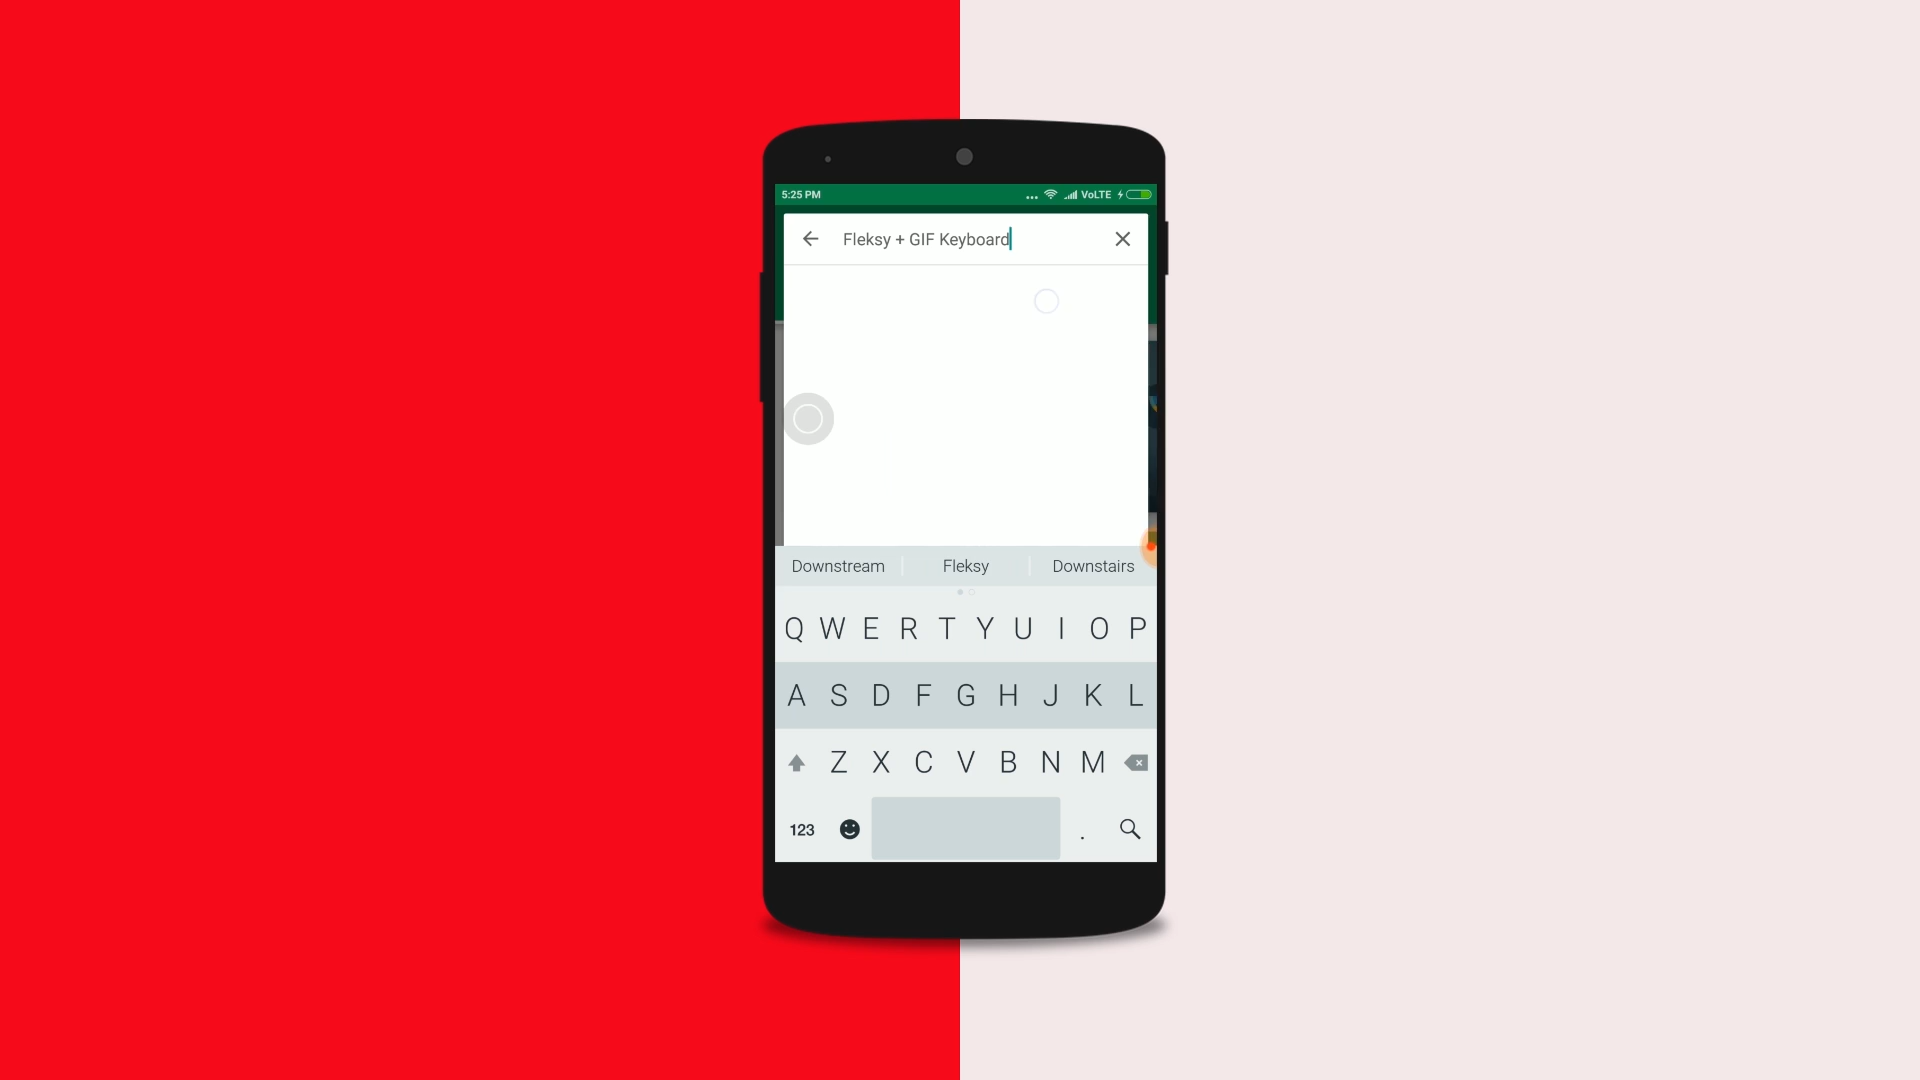 5:25 PM
VoLTE
Fleksy + GIF Keyboard
Downstream Fleksy Downstairs
Q W E R T Y U I O P
A S D F G H J K L
Z X C V B N M
123 .